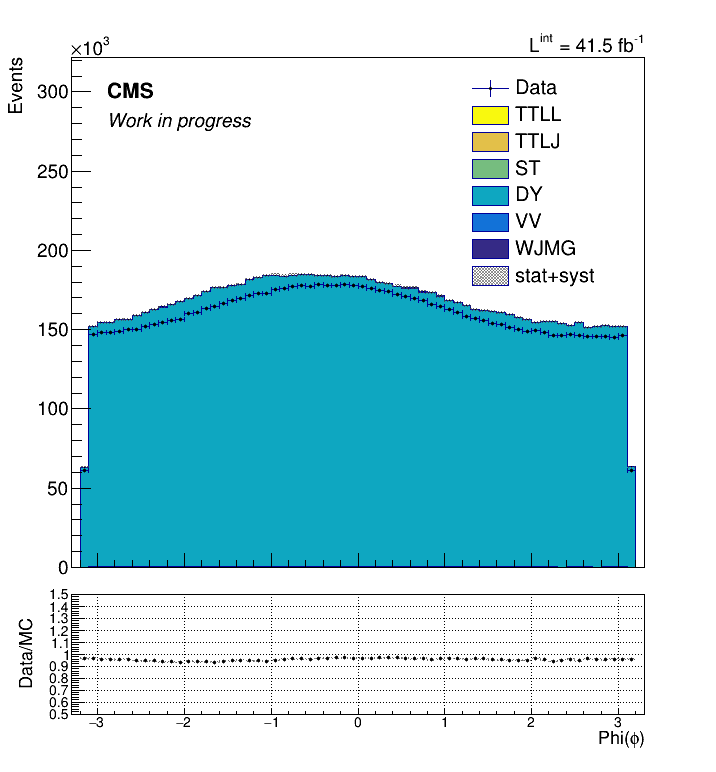 ×10³
L^int = 41.5 fb⁻¹
Events
CMS
Work in progress
Data
TTLL
TTLJ
ST
DY
VV
WJMG
stat+syst
300
250
200
150
100
50
0
Data/MC
1.5
1.4
1.3
1.2
1.1
1
0.9
0.8
0.7
0.6
0.5
−3 −2 −1 0 1 2 3
Phi(ϕ)